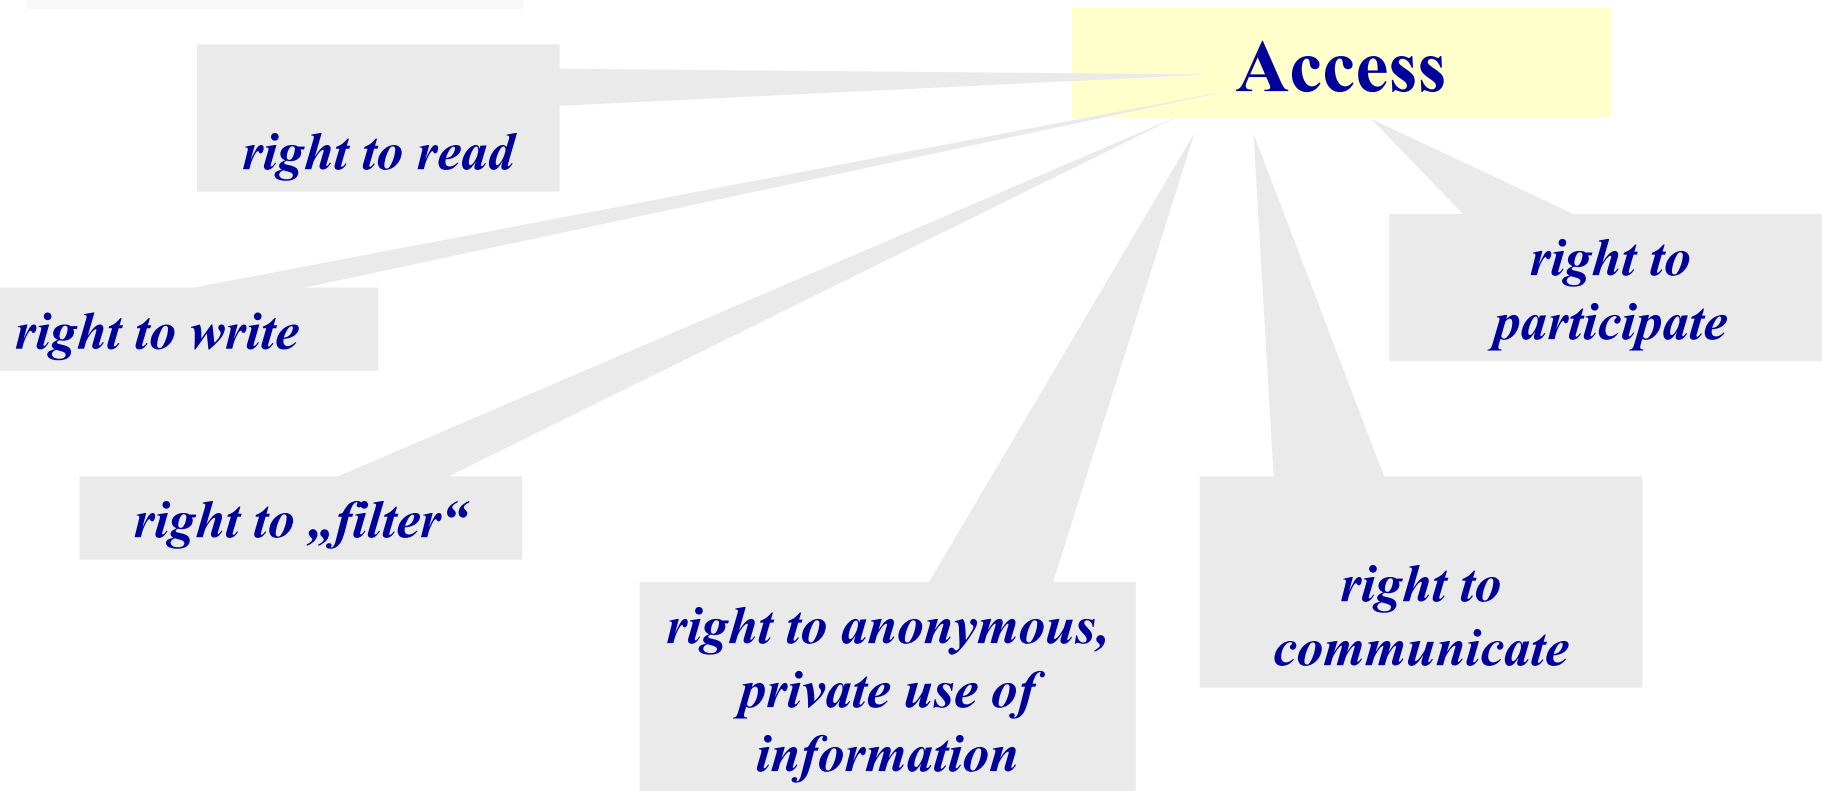 Access
right to read
right to write
right to „filter“
right to anonymous,
private use of
information
right to
communicate
right to
participate